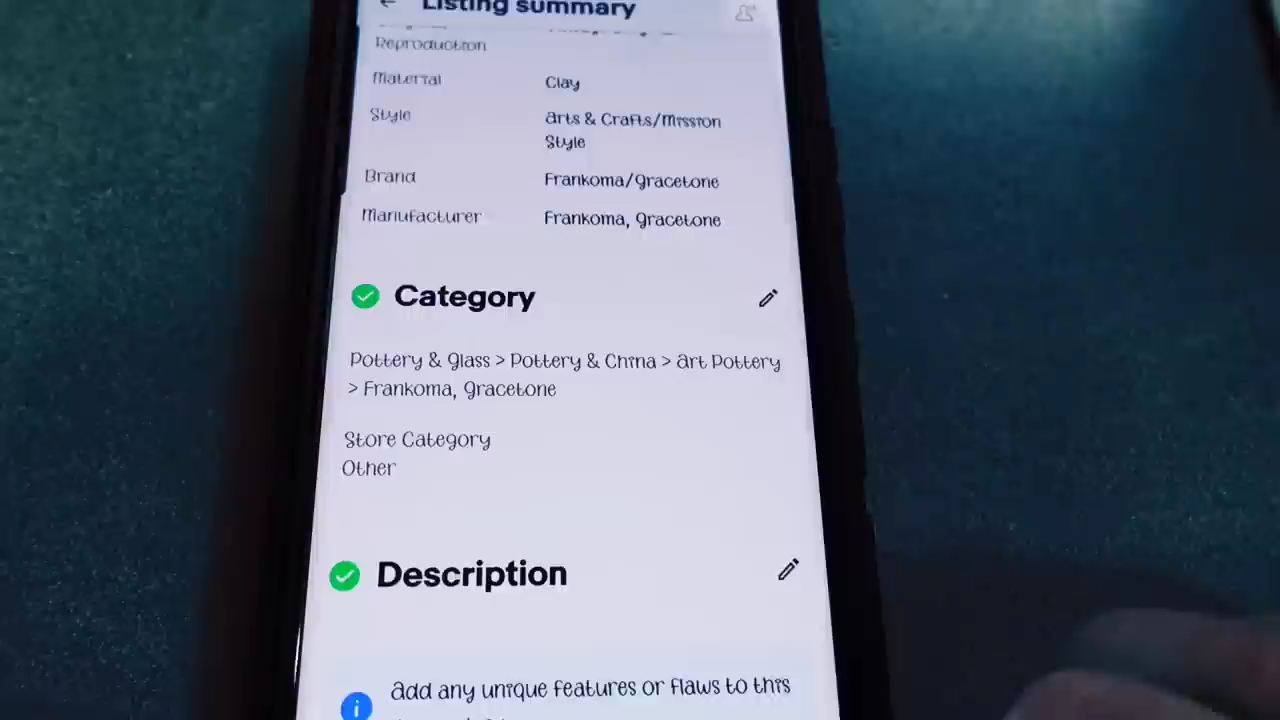 Listing summary
Reproduction
Material
Clay
Style
Arts & Crafts/Mission
Style
Brand
Frankoma/Gracetone
Manufacturer
Frankoma, Gracetone
Category
Pottery & Glass > Pottery & China > Art Pottery
> Frankoma, Gracetone
Store Category
Other
Description
Add any unique features or flaws to this